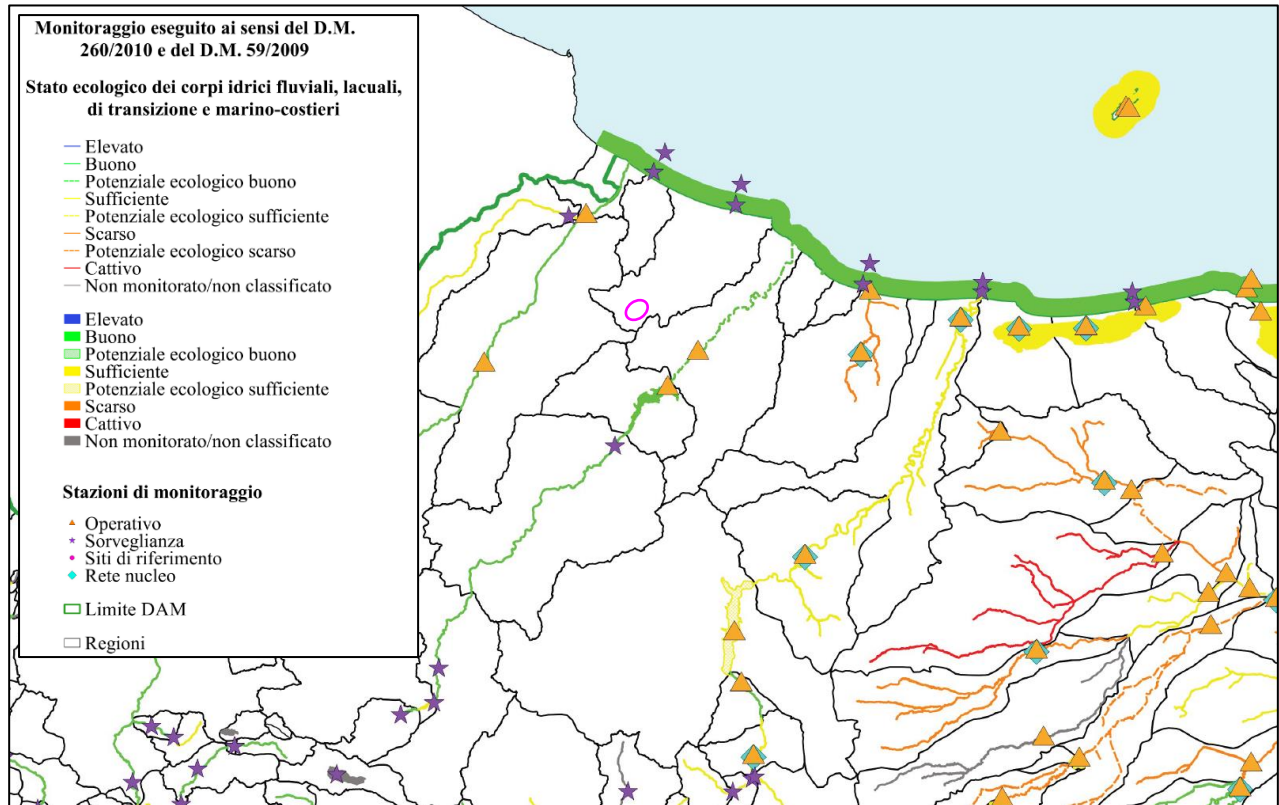 Monitoraggio eseguito ai sensi del D.M.
260/2010 e del D.M. 59/2009
Stato ecologico dei corpi idrici fluviali, lacuali,
di transizione e marino-costieri
Elevato
Buono
Potenziale ecologico buono
Sufficiente
Potenziale ecologico sufficiente
Scarso
Potenziale ecologico scarso
Cattivo
Non monitorato/non classificato
Elevato
Buono
Potenziale ecologico buono
Sufficiente
Potenziale ecologico sufficiente
Scarso
Cattivo
Non monitorato/non classificato
Stazioni di monitoraggio
Operativo
Sorveglianza
Siti di riferimento
Rete nucleo
Limite DAM
Regioni